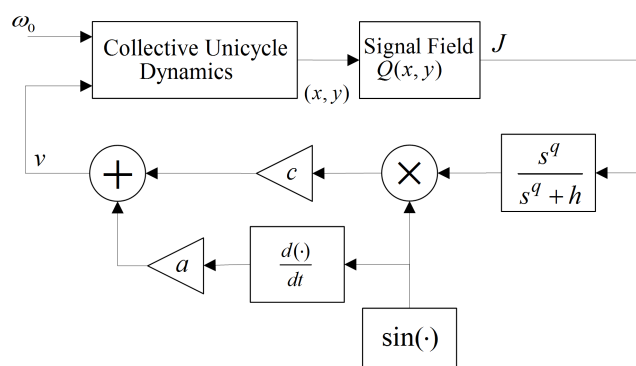 ω₀
Collective Unicycle
Dynamics
(x, y)
Signal Field
Q(x, y)
J
v
+
c
×
s^q
s^q + h
a
d(·)
dt
sin(·)